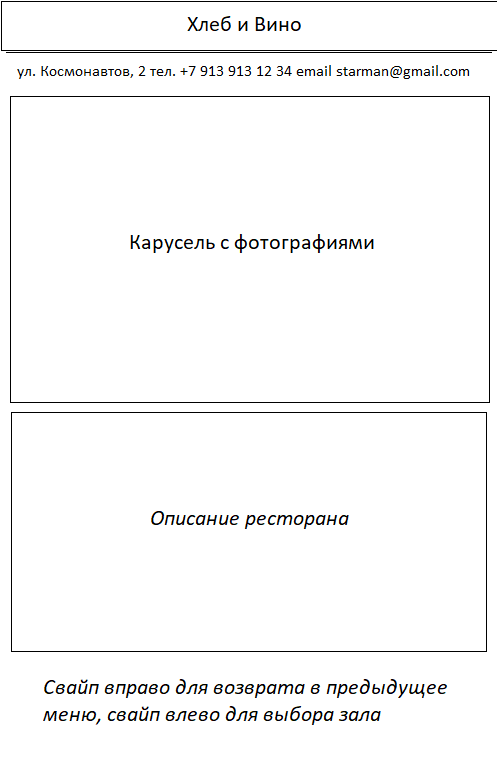 Хлеб и Вино
ул. Космонавтов, 2 тел. +7 913 913 12 34 email starman@gmail.com
Карусель с фотографиями
Описание ресторана
Свайп вправо для возврата в предыдущее
меню, свайп влево для выбора зала